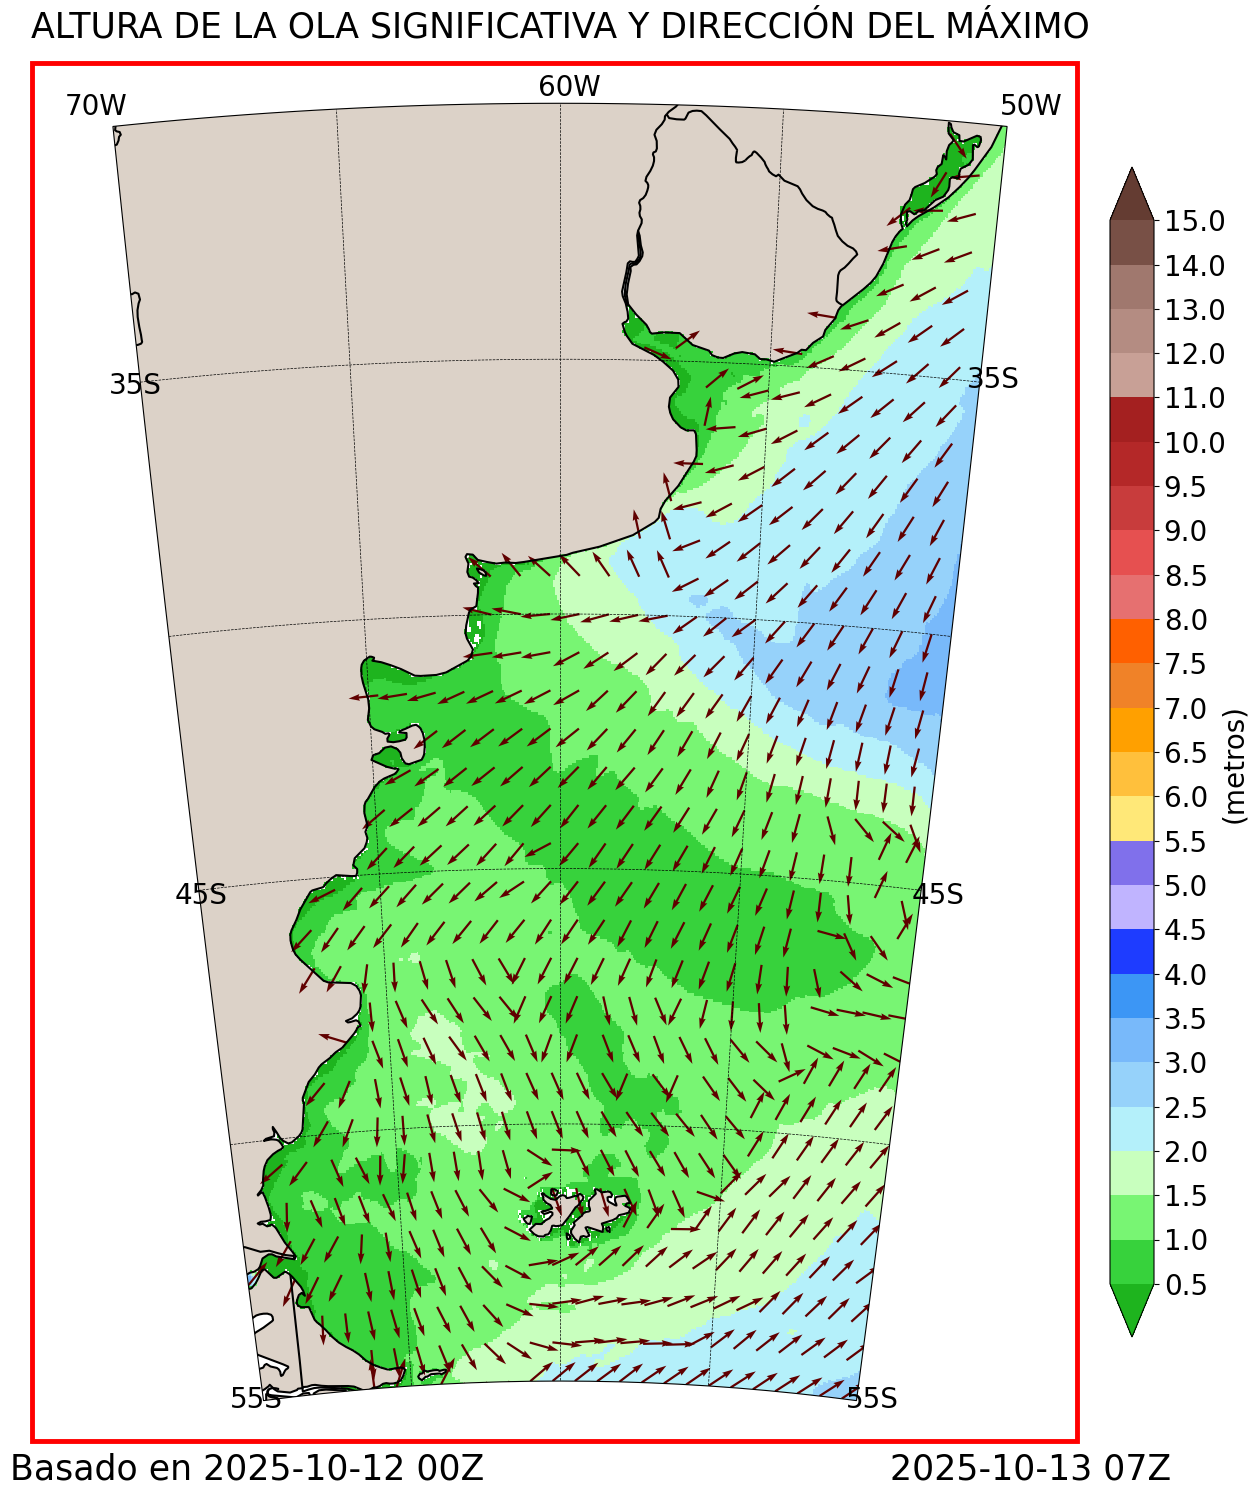 ALTURA DE LA OLA SIGNIFICATIVA Y DIRECCIÓN DEL MÁXIMO
70W
60W
50W
35S
35S
45S
45S
55S
55S
15.0
14.0
13.0
12.0
11.0
10.0
9.5
9.0
8.5
8.0
7.5
7.0
6.5
6.0
5.5
5.0
4.5
4.0
3.5
3.0
2.5
2.0
1.5
1.0
0.5
(metros)
Basado en 2025-10-12 00Z
2025-10-13 07Z